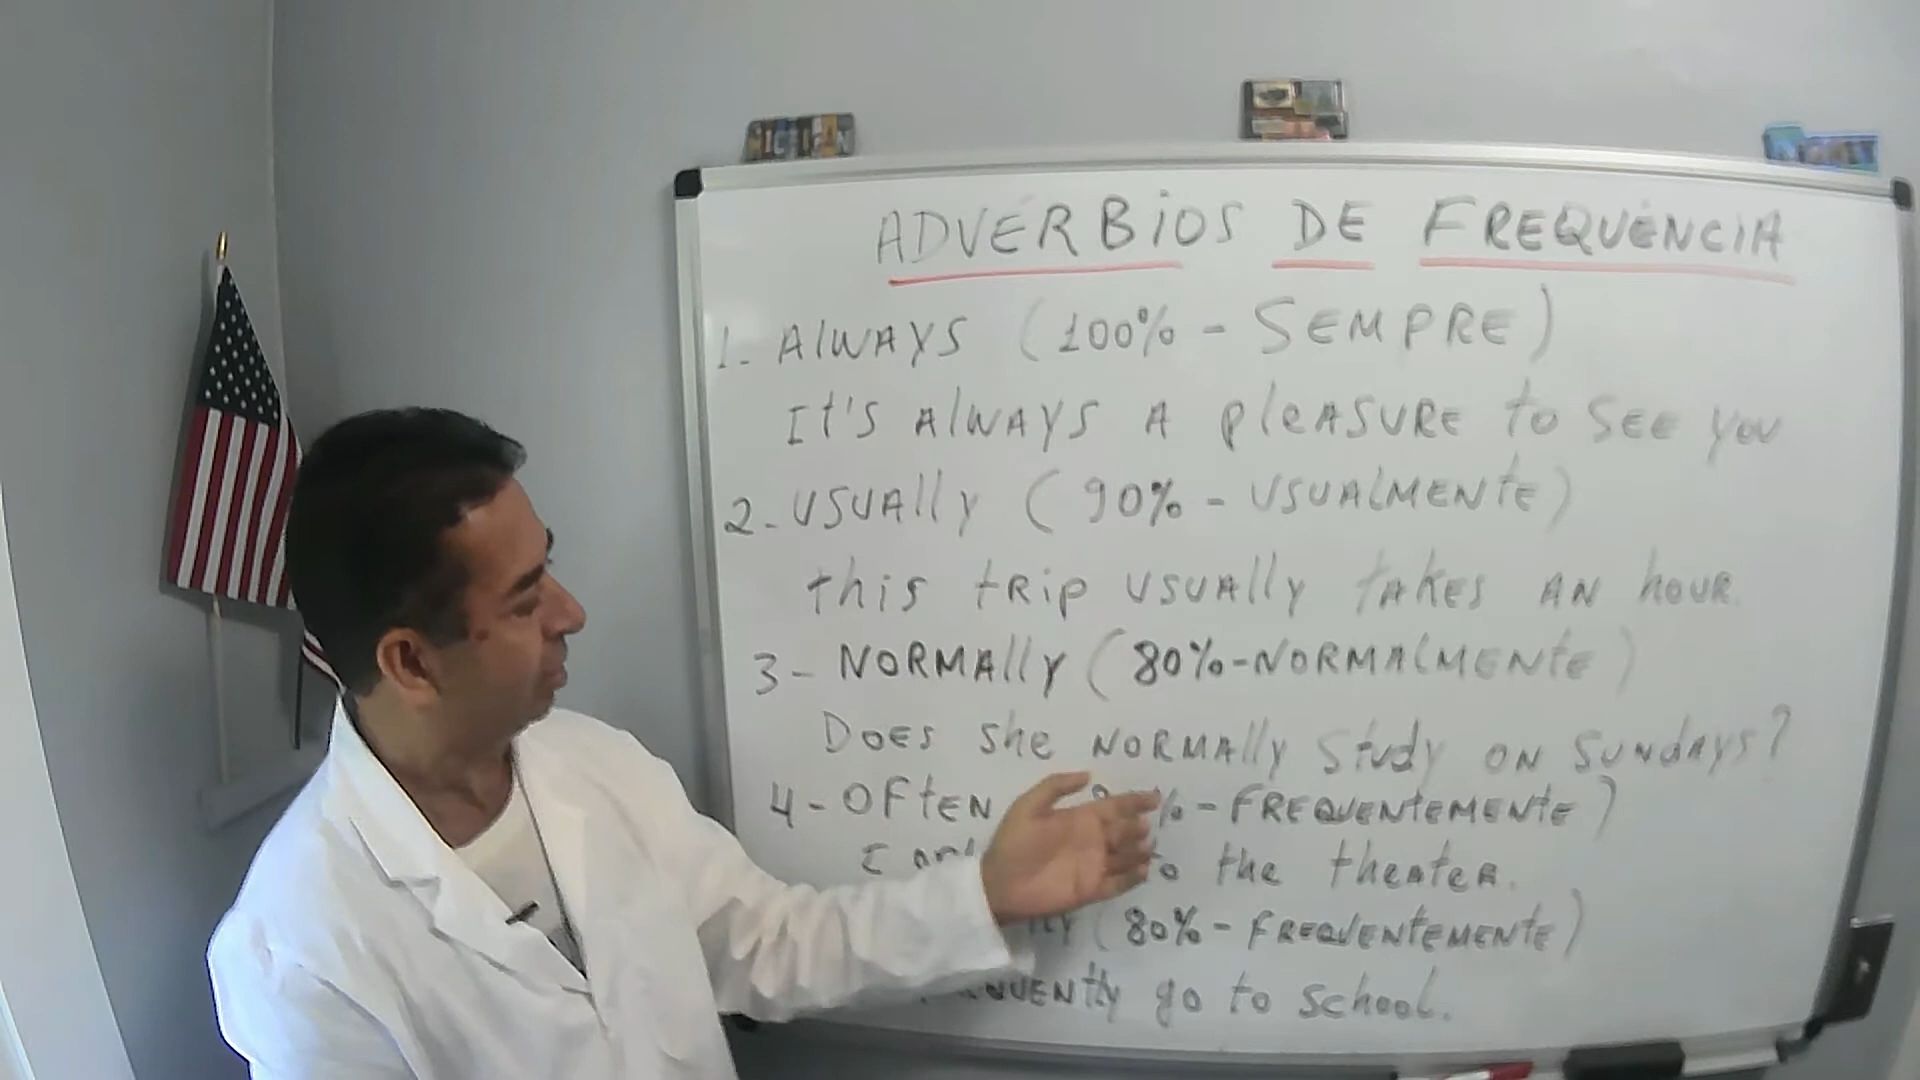 MICHIGAN
ADVÉRBIOS DE FREQUÊNCIA
1- ALWAYS (100% - SEMPRE)
IT'S ALWAYS A PLEASURE TO SEE YOU
2- USUALLY (90% - USUALMENTE)
THIS TRIP USUALLY TAKES AN HOUR.
3- NORMALLY (80% - NORMALMENTE)
DOES SHE NORMALLY STUDY ON SUNDAYS?
4- OFTEN % - FREQUENTEMENTE)
I TO THE THEATER.
(80% - FREQUENTEMENTE)
GO TO SCHOOL.